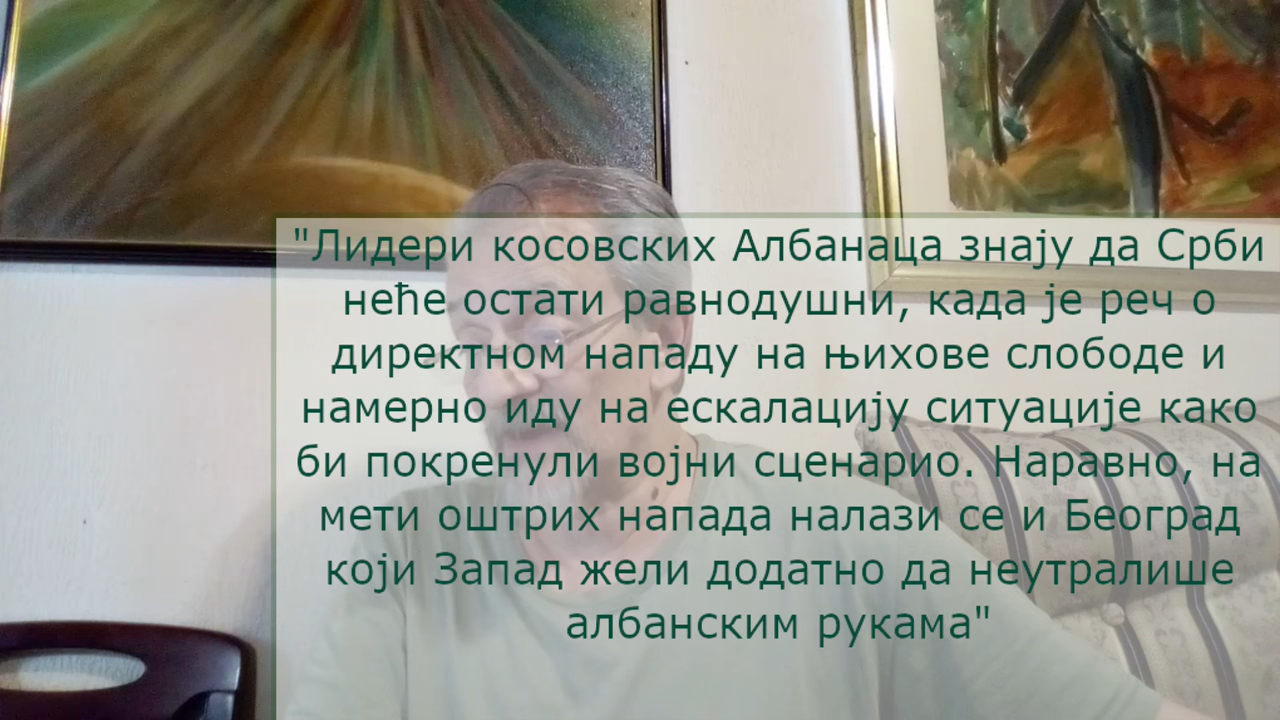 "Лидери косовских Албанаца знају да Срби
неће остати равнодушни, када је реч о
директном нападу на њихове слободе и
намерно иду на ескалацију ситуације како
би покренули војни сценарио. Наравно, на
мети оштрих напада налази се и Београд
који Запад жели додатно да неутралише
албанским рукама"